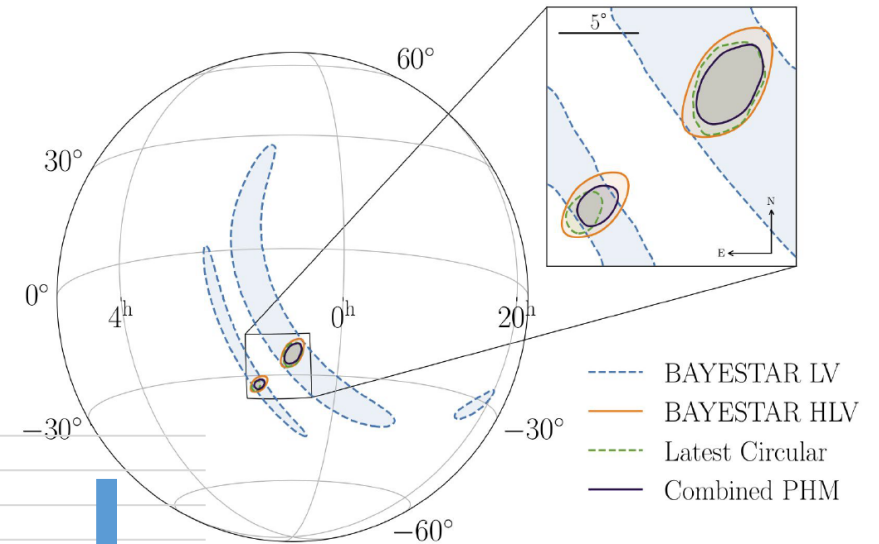 5°
60°
30°
N
E
0°
4h
0h
20h
−30°
−30°
−60°
BAYESTAR LV
BAYESTAR HLV
Latest Circular
Combined PHM